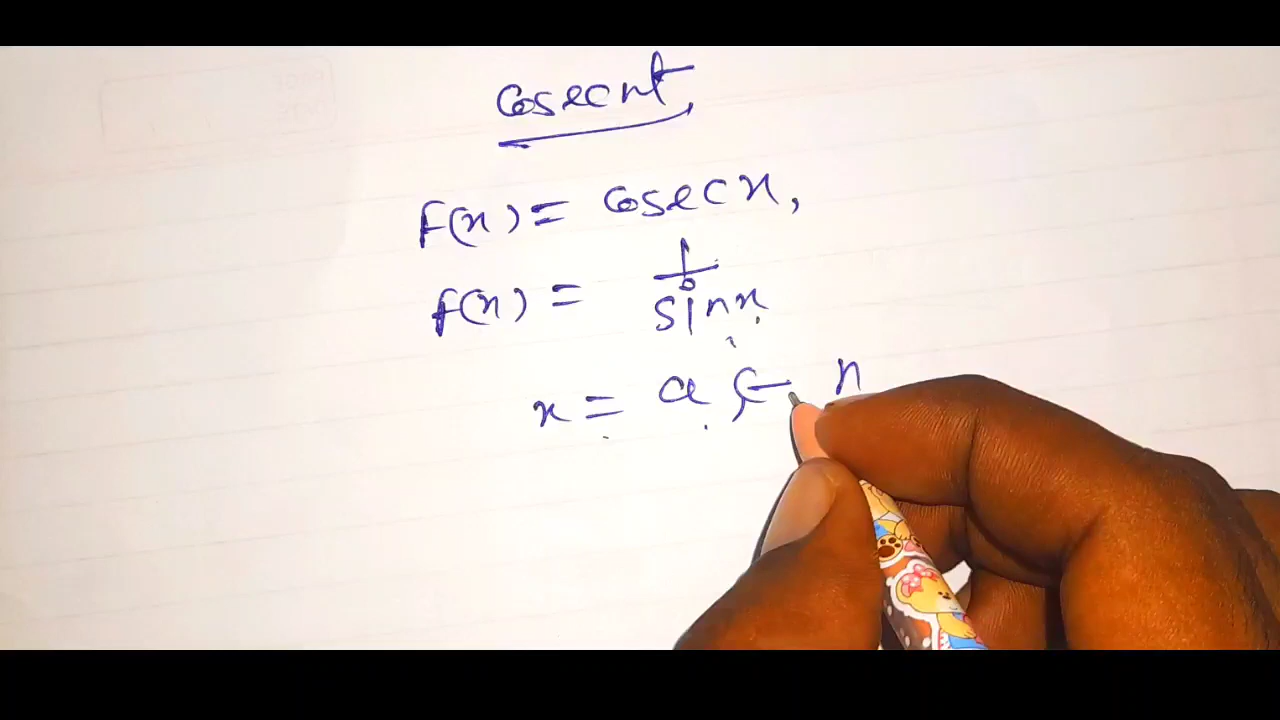 cosecnt
f(x) = cosec x,
f(x) = 1/sin x
x = a, n